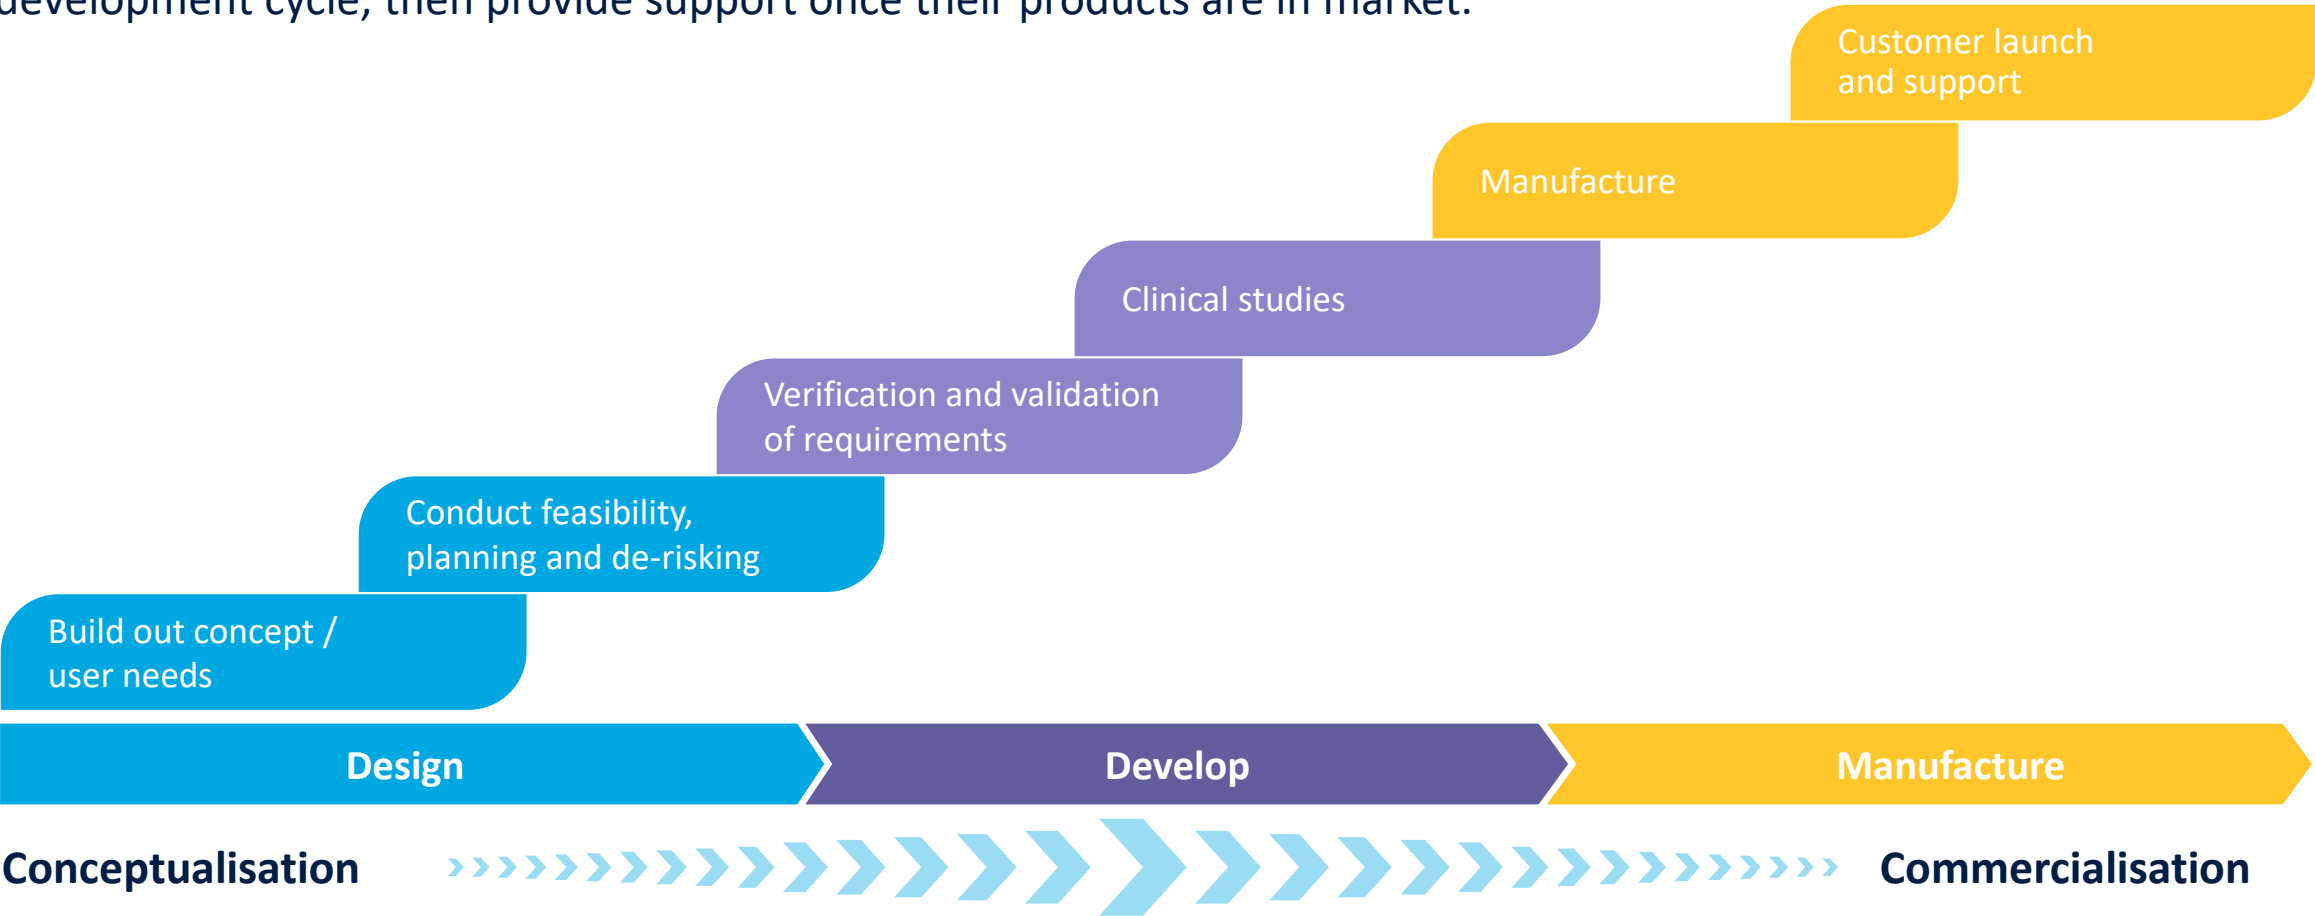 development cycle, then provide support once their products are in market.
Customer launch
and support
Manufacture
Clinical studies
Verification and validation
of requirements
Conduct feasibility,
planning and de-risking
Build out concept /
user needs
Design
Develop
Manufacture
Conceptualisation
Commercialisation